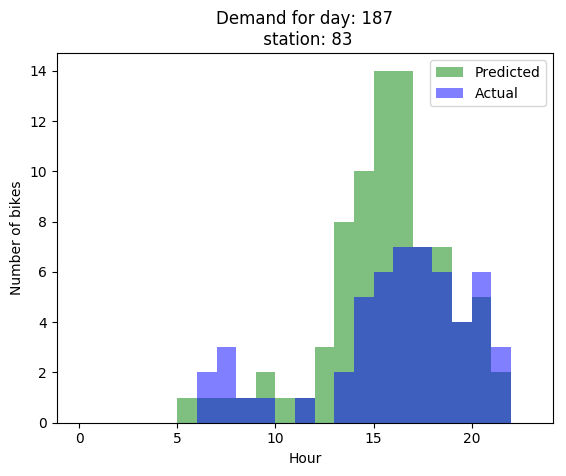 Demand for day: 187
station: 83
Predicted
Actual
Number of bikes
14
12
10
8
6
4
2
0
0
5
10
15
20
Hour